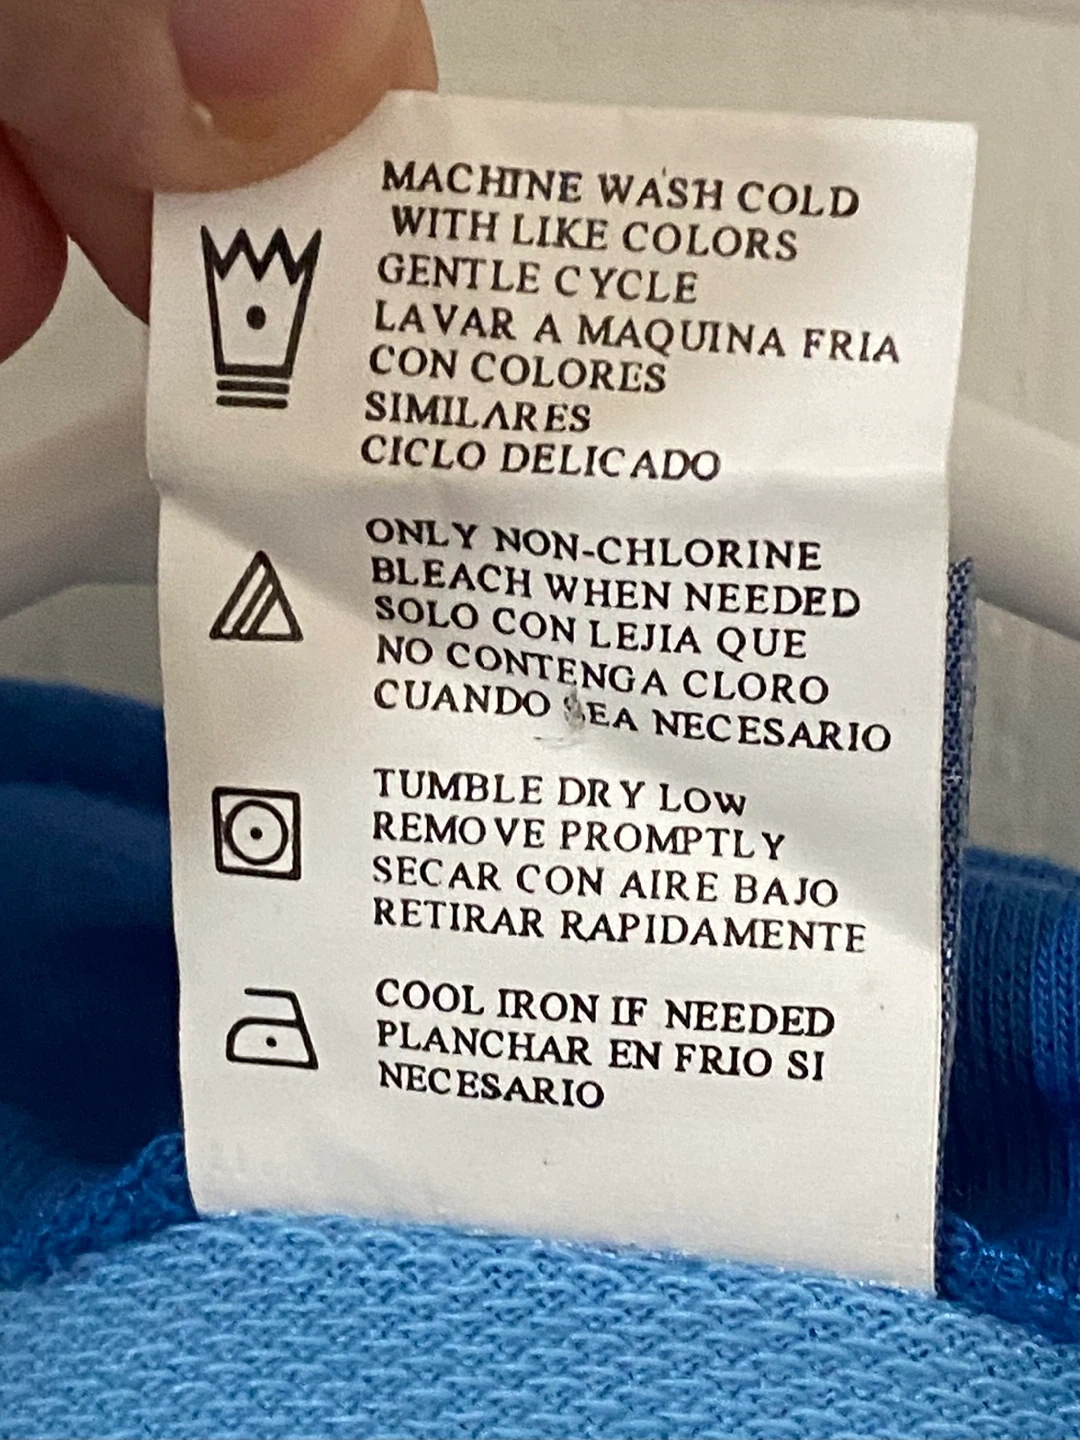 MACHINE WASH COLD
WITH LIKE COLORS
GENTLE CYCLE
LAVAR A MAQUINA FRIA
CON COLORES
SIMILARES
CICLO DELICADO
ONLY NON-CHLORINE
BLEACH WHEN NEEDED
SOLO CON LEJIA QUE
NO CONTENGA CLORO
CUANDO SEA NECESARIO
TUMBLE DRY LOW
REMOVE PROMPTLY
SECAR CON AIRE BAJO
RETIRAR RAPIDAMENTE
COOL IRON IF NEEDED
PLANCHAR EN FRIO SI
NECESARIO